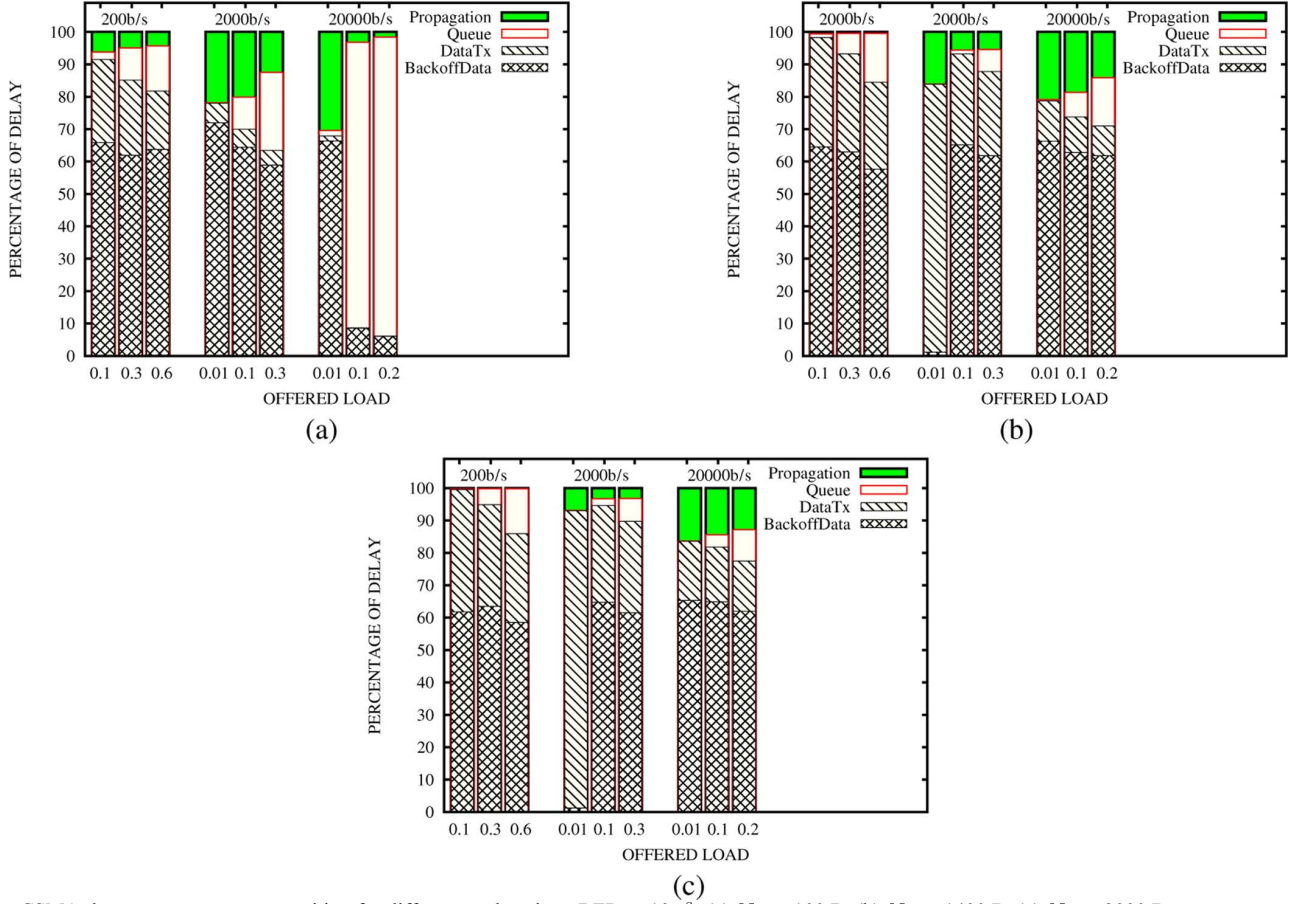 200b/s 2000b/s 20000b/s
Propagation
Queue
DataTx
BackoffData
100
90
80
70
60
50
40
30
20
10
0
PERCENTAGE OF DELAY
0.1 0.3 0.6 0.01 0.1 0.3 0.01 0.1 0.2
OFFERED LOAD
(a)
2000b/s 2000b/s 20000b/s
Propagation
Queue
DataTx
BackoffData
100
90
80
70
60
50
40
30
20
10
0
PERCENTAGE OF DELAY
0.1 0.3 0.6 0.01 0.1 0.3 0.01 0.1 0.2
OFFERED LOAD
(b)
200b/s 2000b/s 20000b/s
Propagation
Queue
DataTx
BackoffData
100
90
80
70
60
50
40
30
20
10
0
PERCENTAGE OF DELAY
0.1 0.3 0.6 0.01 0.1 0.3 0.01 0.1 0.2
OFFERED LOAD
(c)